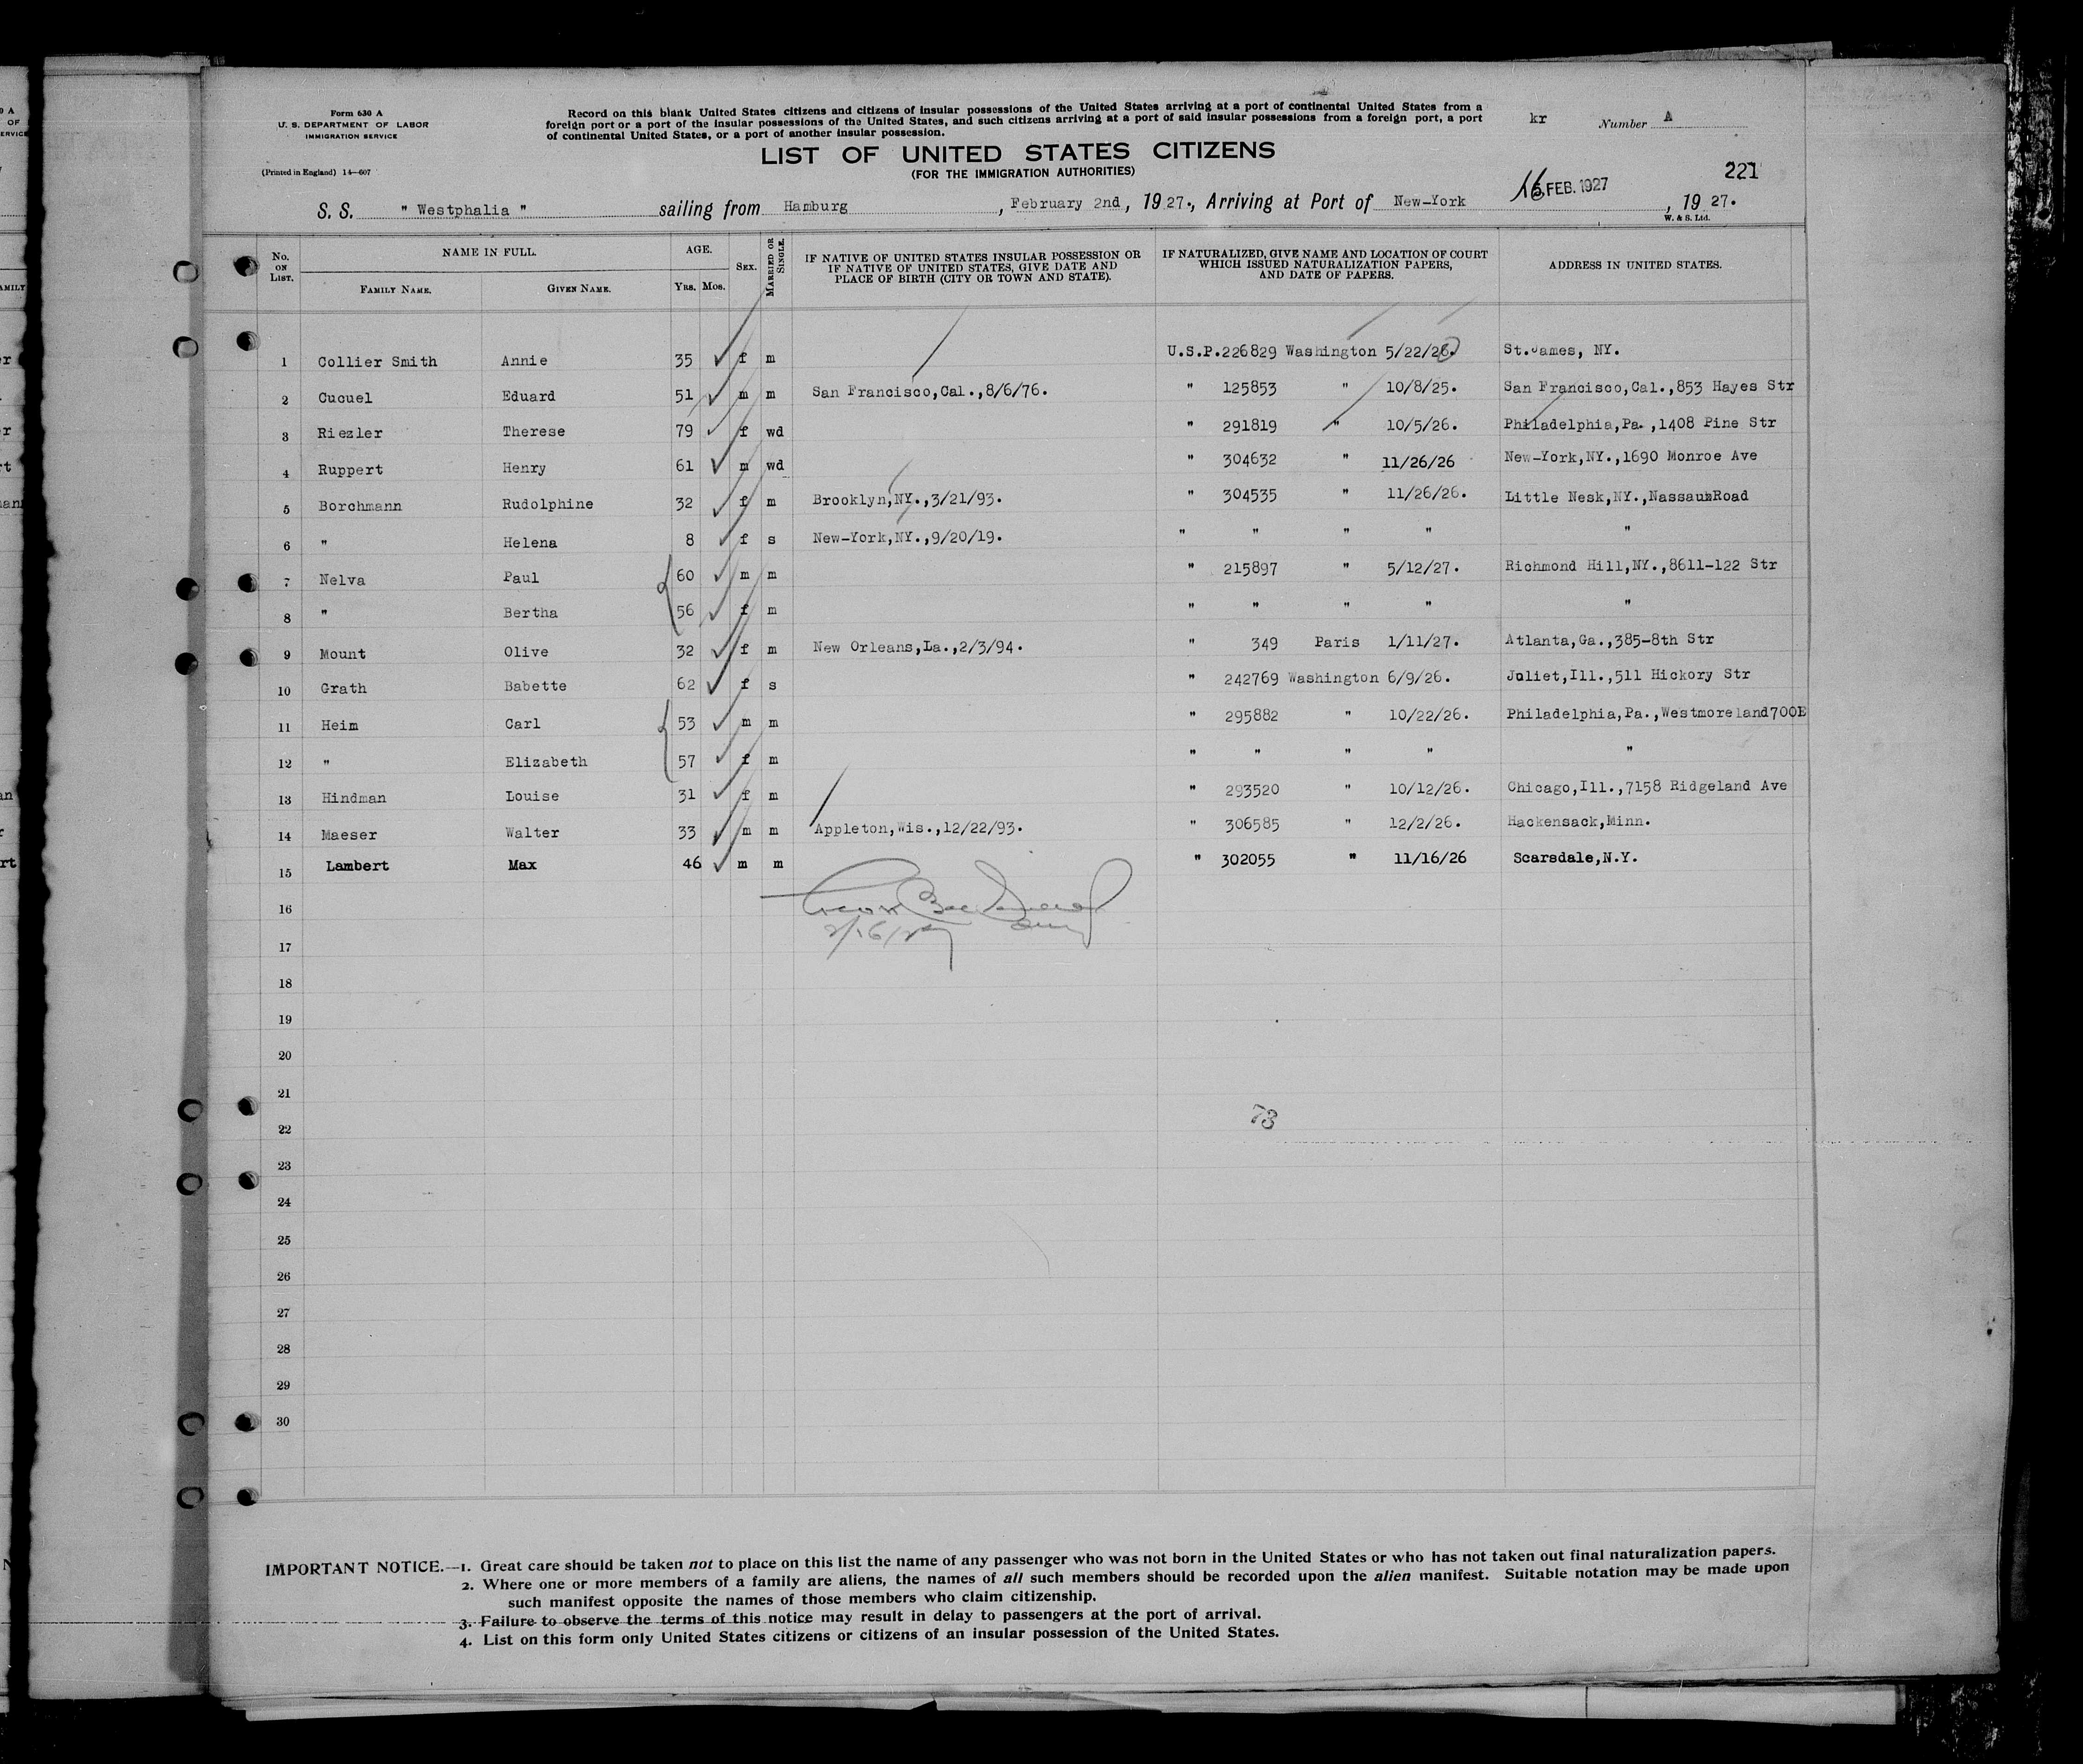 Form 630 A
U. S. DEPARTMENT OF LABOR
IMMIGRATION SERVICE
(Printed in England) 14—607
Record on this blank United States citizens and citizens of insular possessions of the United States arriving at a port of continental United States from a
foreign port or a port of the insular possessions of the United States, and such citizens arriving at a port of said insular possessions from a foreign port, a port
of continental United States, or a port of another insular possession.
kr Number A
LIST OF UNITED STATES CITIZENS
(FOR THE IMMIGRATION AUTHORITIES)
221
S. S. " Westphalia " sailing from Hamburg, February 2nd, 1927., Arriving at Port of New-York 16 FEB. 1927, 1927.
W. & S. Ltd.
No. ON LIST. NAME IN FULL. AGE. SEX. MARRIED OR SINGLE. IF NATIVE OF UNITED STATES INSULAR POSSESSION OR IF NATIVE OF UNITED STATES, GIVE DATE AND PLACE OF BIRTH (CITY OR TOWN AND STATE). IF NATURALIZED, GIVE NAME AND LOCATION OF COURT WHICH ISSUED NATURALIZATION PAPERS, AND DATE OF PAPERS. ADDRESS IN UNITED STATES.
FAMILY NAME. GIVEN NAME. YRS. MOS.
1 Collier Smith Annie 35 f m U.S.P.226829 Washington 5/22/26. St.James, NY.
2 Cucuel Eduard 51 m m San Francisco,Cal.,8/6/76. " 125853 " 10/8/25. San Francisco,Cal.,853 Hayes Str
3 Riezler Therese 79 f wd " 291819 " 10/5/26. Philadelphia,Pa.,1408 Pine Str
4 Ruppert Henry 61 m wd " 304632 " 11/26/26 New-York,NY.,1690 Monroe Ave
5 Borchmann Rudolphine 32 f m Brooklyn,NY.,3/21/93. " 304535 " 11/26/26. Little Nesk,NY.,Nassau Road
6 " Helena 8 f s New-York,NY.,9/20/19. " " " " "
7 Nelva Paul 60 m m " 215897 " 5/12/27. Richmond Hill,NY.,8611-122 Str
8 " Bertha 56 f m " " " " "
9 Mount Olive 32 f m New Orleans,La.,2/3/94. " 349 Paris 1/11/27. Atlanta,Ga.,385-8th Str
10 Grath Babette 62 f s " 242769 Washington 6/9/26. Joliet,Ill.,511 Hickory Str
11 Heim Carl 53 m m " 295882 " 10/22/26. Philadelphia,Pa.,Westmoreland700E
12 " Elizabeth 57 f m " " " " "
13 Hindman Louise 31 f m " 293520 " 10/12/26. Chicago,Ill.,7158 Ridgeland Ave
14 Maeser Walter 33 m m Appleton,Wis.,12/22/93. " 306585 " 12/2/26. Hackensack,Minn.
15 Lambert Max 46 m m " 302055 " 11/16/26 Scarsdale,N.Y.
16
2/16/27
17
18
19
20
21
73
22
23
24
25
26
27
28
29
30
IMPORTANT NOTICE.—1. Great care should be taken not to place on this list the name of any passenger who was not born in the United States or who has not taken out final naturalization papers.
2. Where one or more members of a family are aliens, the names of all such members should be recorded upon the alien manifest. Suitable notation may be made upon
such manifest opposite the names of those members who claim citizenship.
3. Failure to observe the terms of this notice may result in delay to passengers at the port of arrival.
4. List on this form only United States citizens or citizens of an insular possession of the United States.